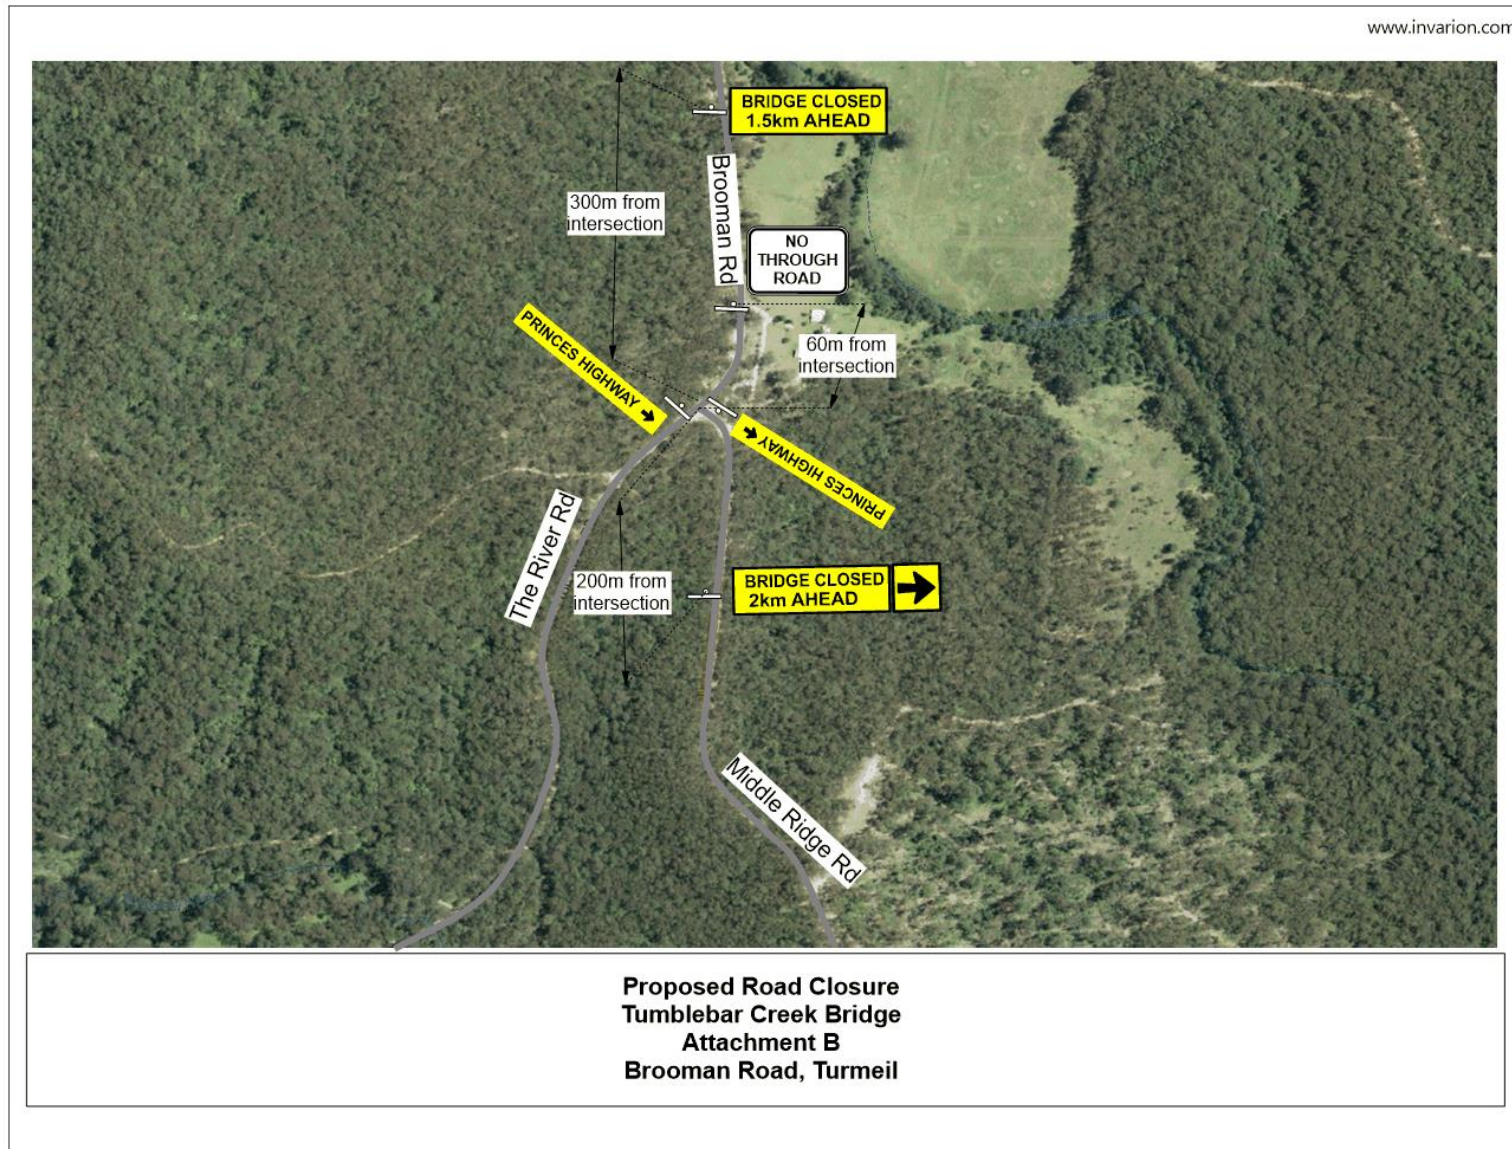 www.invarion.com
BRIDGE CLOSED
1.5km AHEAD
Brooman Rd
300m from
intersection
NO
THROUGH
ROAD
PRINCES HIGHWAY
60m from
intersection
PRINCES HIGHWAY
The River Rd
200m from
intersection
BRIDGE CLOSED
2km AHEAD
Middle Ridge Rd
Proposed Road Closure
Tumblebar Creek Bridge
Attachment B
Brooman Road, Turmeil